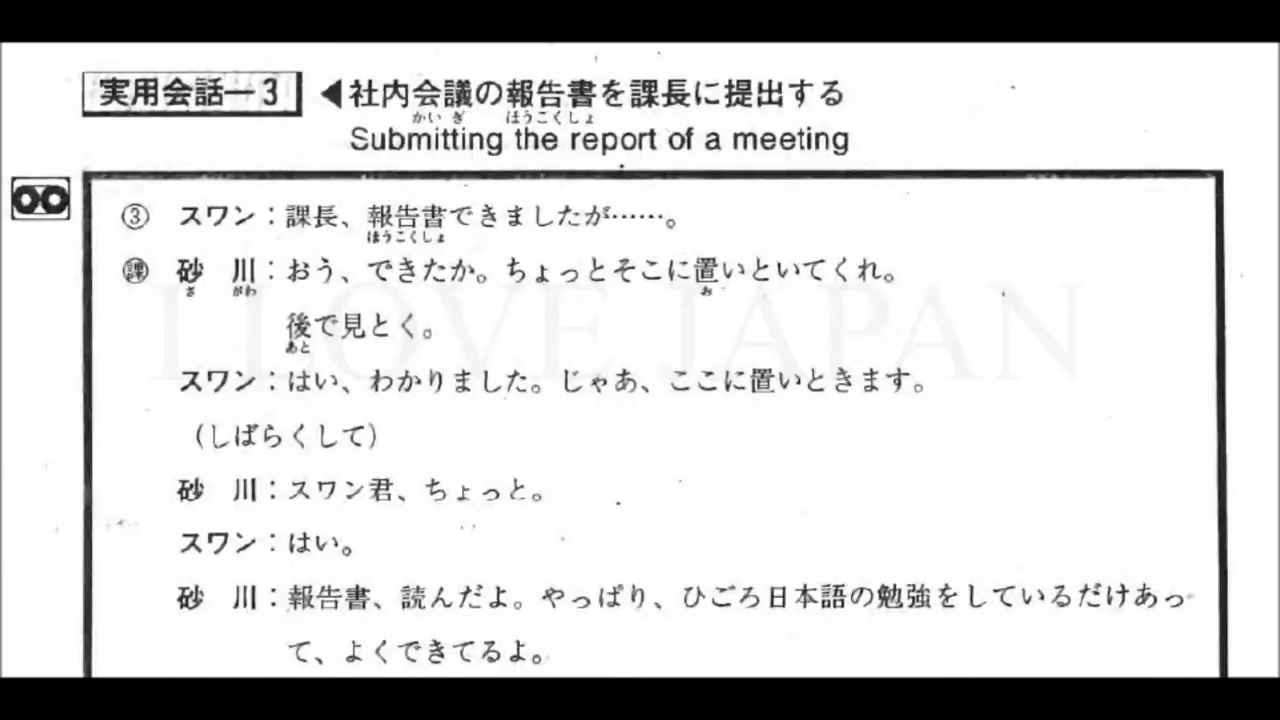 実用会話ー3 ◀社内会議の報告書を課長に提出する
かいぎ ほうこくしょ
Submitting the report of a meeting
③ スワン：課長、報告書できましたが……。
ほうこくしょ
課 砂川：おう、できたか。ちょっとそこに置いといてくれ。
さ がわ お
後で見とく。
あと
スワン：はい、わかりました。じゃあ、ここに置いときます。
（しばらくして）
砂川：スワン君、ちょっと。
スワン：はい。
砂川：報告書、読んだよ。やっぱり、ひごろ日本語の勉強をしているだけあっ
て、よくできてるよ。
I LOVE JAPAN